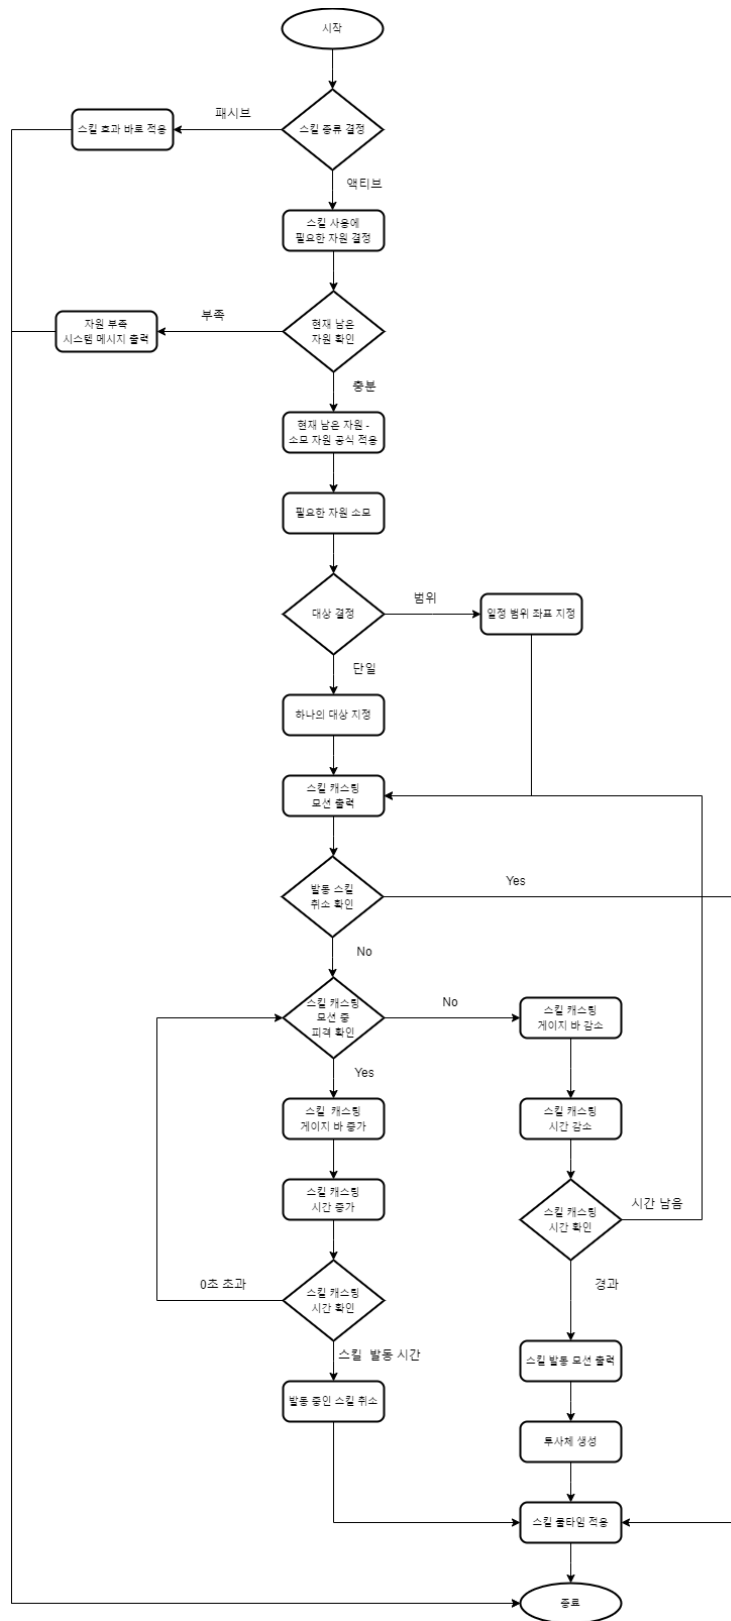 시작
패시브
스킬 효과 바로 적용
스킬 종류 결정
액티브
스킬 사용에
필요한 자원 결정
부족
자원 부족
시스템 메시지 출력
현재 남은
자원 확인
충분
현재 남은 자원 -
소모 자원 공식 적용
필요한 자원 소모
범위
대상 결정
일정 범위 좌표 지정
단일
하나의 대상 지정
스킬 캐스팅
모션 출력
Yes
발동 스킬
취소 확인
No
스킬 캐스팅
모션 중
피격 확인
No
스킬 캐스팅
게이지 바 감소
Yes
스킬 캐스팅
게이지 바 증가
스킬 캐스팅
시간 감소
스킬 캐스팅
시간 증가
스킬 캐스팅
시간 확인
시간 남음
0초 초과
스킬 캐스팅
시간 확인
경과
스킬 발동 시간
스킬 발동 모션 출력
발동 중인 스킬 취소
투사체 생성
스킬 쿨타임 적용
종료